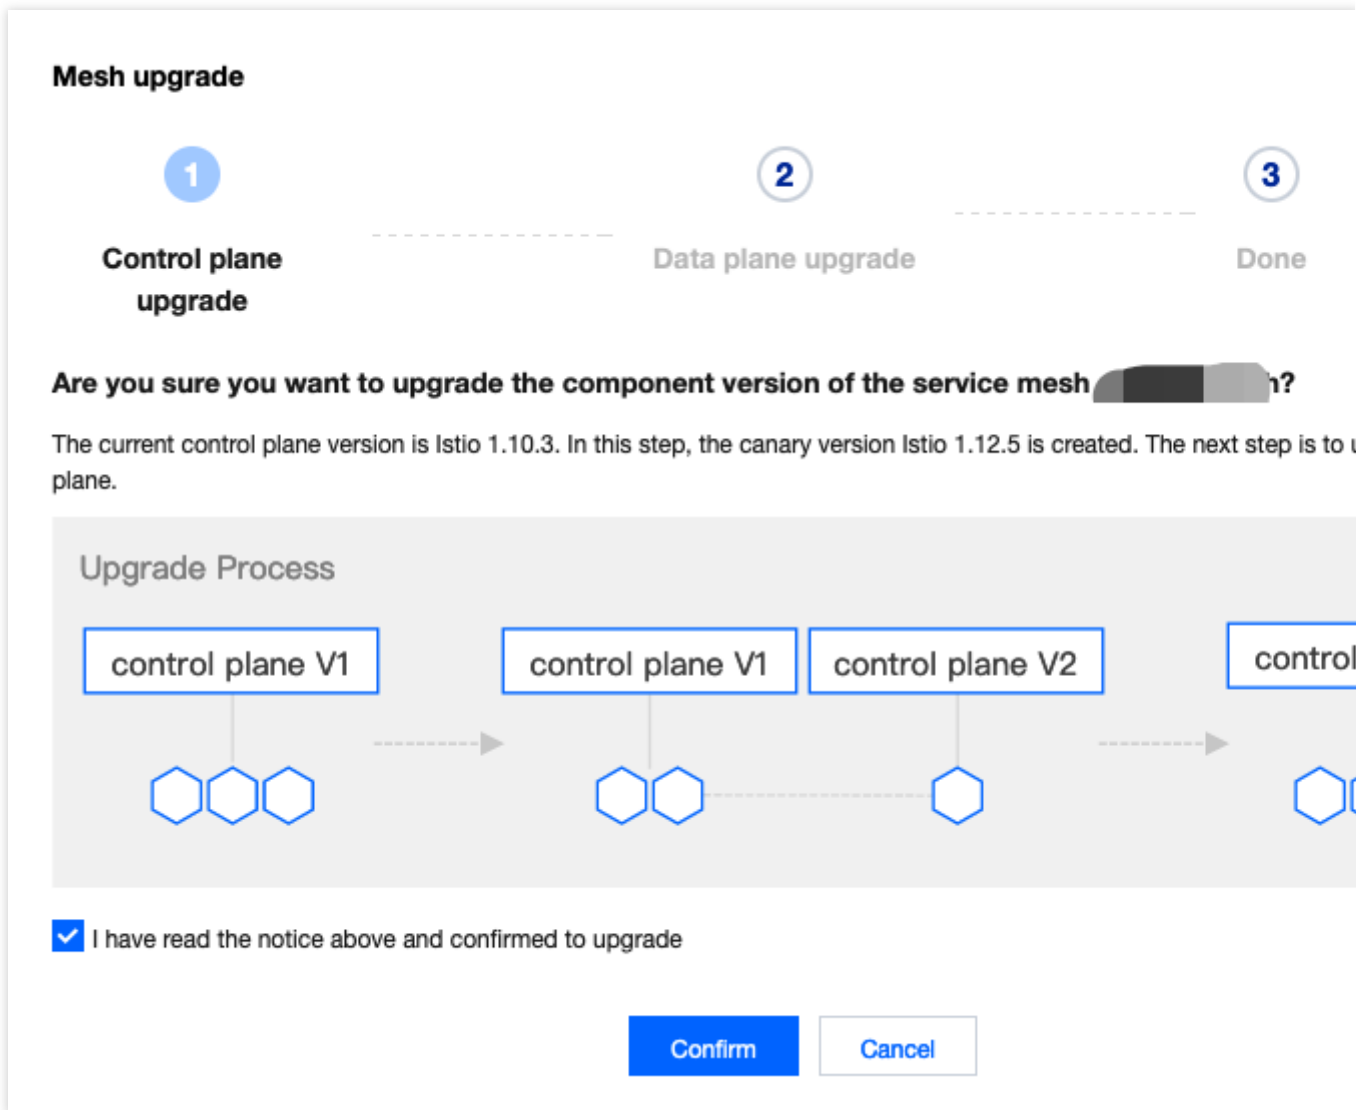 Mesh upgrade
1
2
3
Control plane
upgrade
Data plane upgrade
Done
Are you sure you want to upgrade the component version of the service mesh h?
The current control plane version is Istio 1.10.3. In this step, the canary version Istio 1.12.5 is created. The next step is to
plane.
Upgrade Process
control plane V1
control plane V1
control plane V2
control
I have read the notice above and confirmed to upgrade
Confirm
Cancel